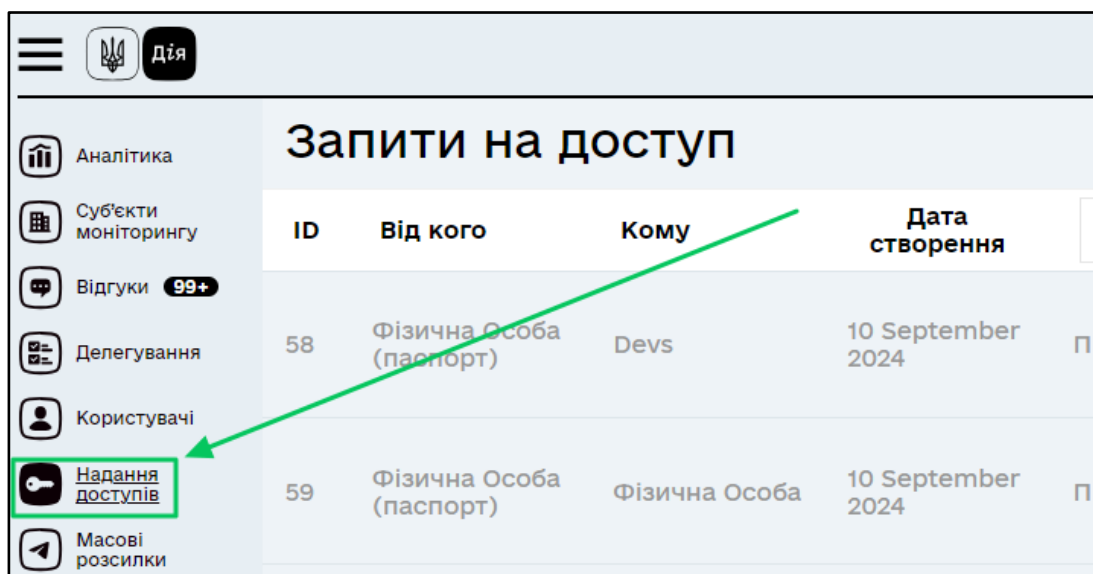 Дія
Запити на доступ
Аналітика
Суб'єкти
моніторингу
Відгуки 99+
Делегування
Користувачі
Надання
доступів
Масові
розсилки
ID Від кого Кому Дата
створення
58 Фізична Особа
(паспорт) Devs 10 September
2024 П
59 Фізична Особа
(паспорт) Фізична Особа 10 September
2024 П